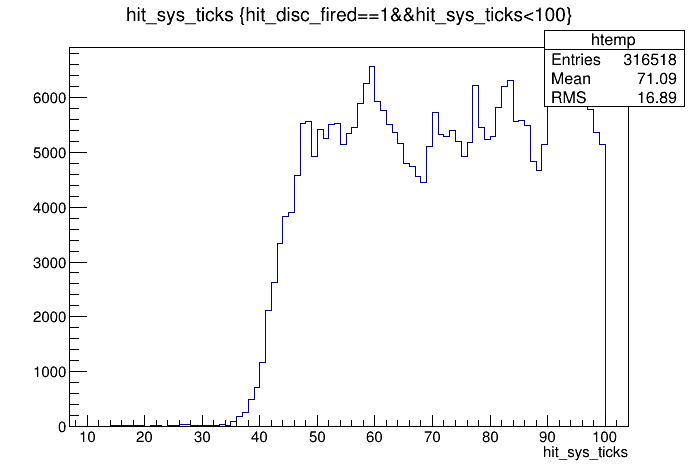 hit_sys_ticks {hit_disc_fired==1&&hit_sys_ticks<100}
htemp
Entries 316518
Mean 71.09
RMS 16.89
6000
5000
4000
3000
2000
1000
0
10 20 30 40 50 60 70 80 90 100
hit_sys_ticks